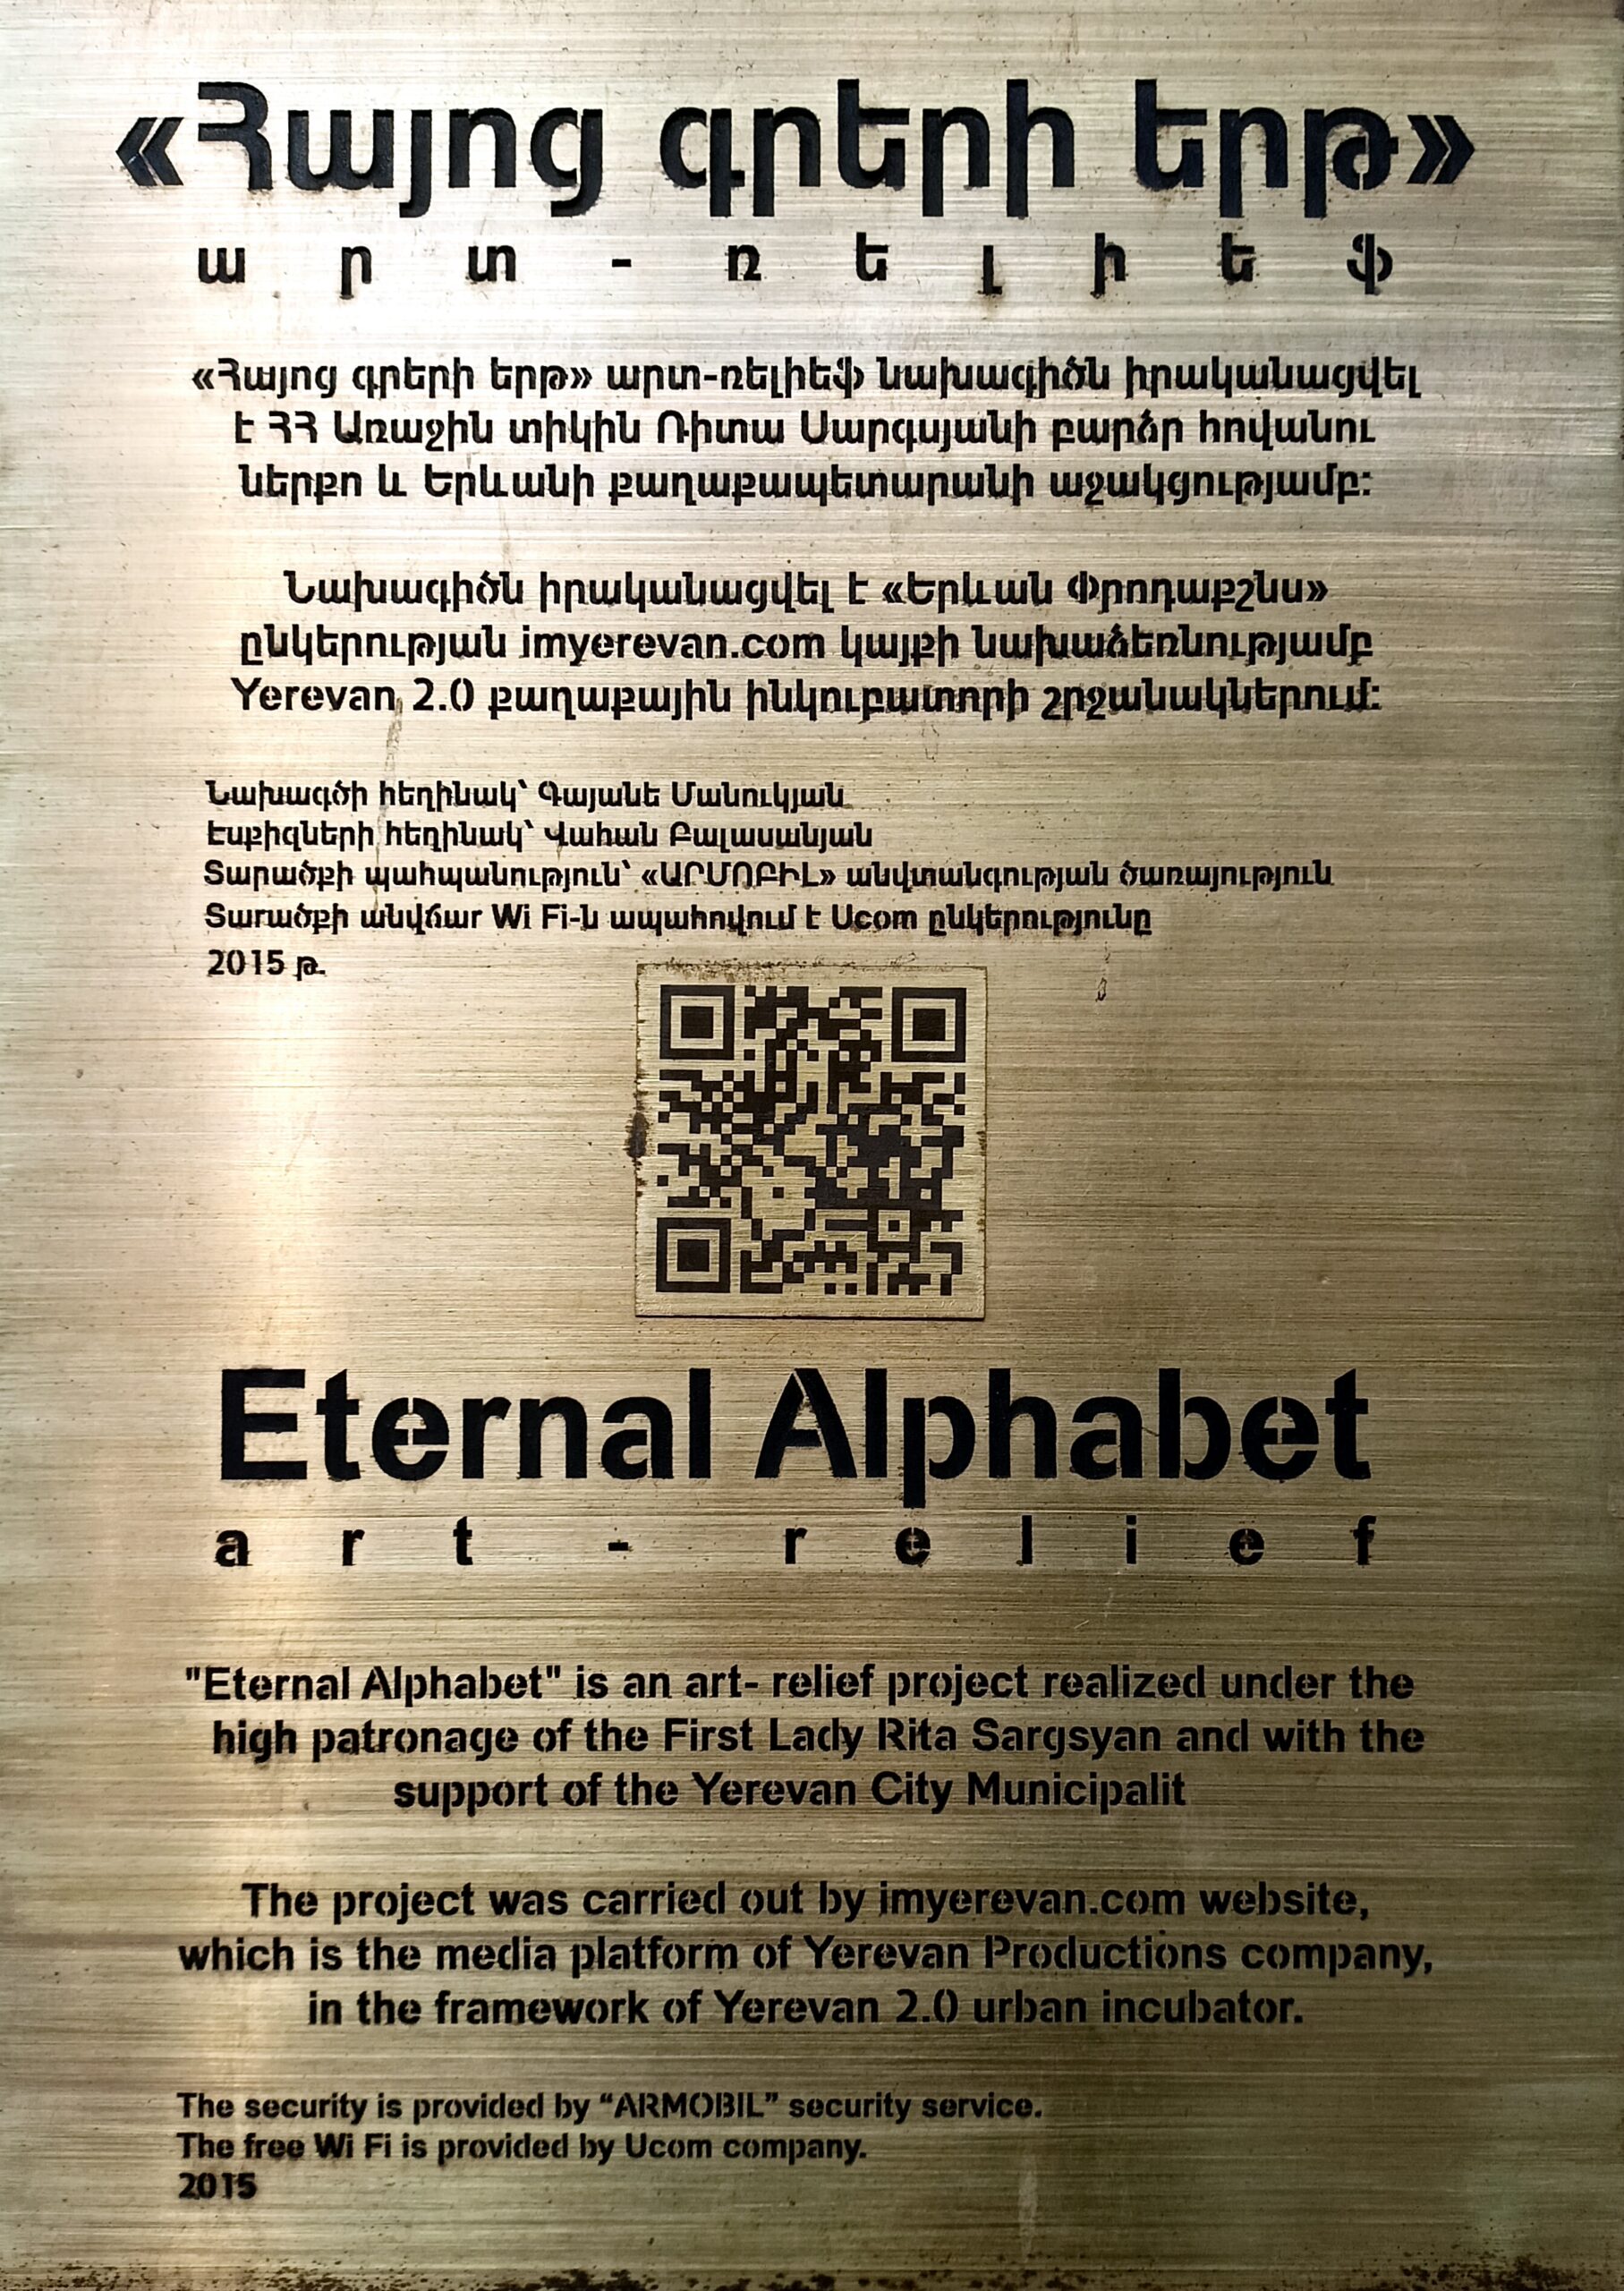 «Հայոց գրերի երթ»
արտ-ռելիեֆ
«Հայոց գրերի երթ» արտ-ռելիեֆ նախագիծն իրականացվել
է ՀՀ Առաջին տիկին Ռիտա Սարգսյանի բարձր հովանու
ներքո և Երևանի քաղաքապետարանի աջակցությամբ:
Նախագիծն իրականացվել է «Երևան Փրոդաքշնս»
ընկերության imyerevan.com կայքի նախաձեռնությամբ
Yerevan 2.0 քաղաքային ինկուբատորի շրջանակներում:
Նախագծի հեղինակ՝ Գայանե Մանուկյան
Էսքիզների հեղինակ՝ Վահան Բալասանյան
Տարածքի պահպանություն՝ «ԱՐՄՈԲԻԼ» անվտանգության ծառայություն
Տարածքի անվճար Wi Fi-ն ապահովում է Ucom ընկերությունը
2015 թ.
Eternal Alphabet
art-relief
"Eternal Alphabet" is an art- relief project realized under the
high patronage of the First Lady Rita Sargsyan and with the
support of the Yerevan City Municipalit
The project was carried out by imyerevan.com website,
which is the media platform of Yerevan Productions company,
in the framework of Yerevan 2.0 urban incubator.
The security is provided by “ARMOBIL” security service.
The free Wi Fi is provided by Ucom company.
2015